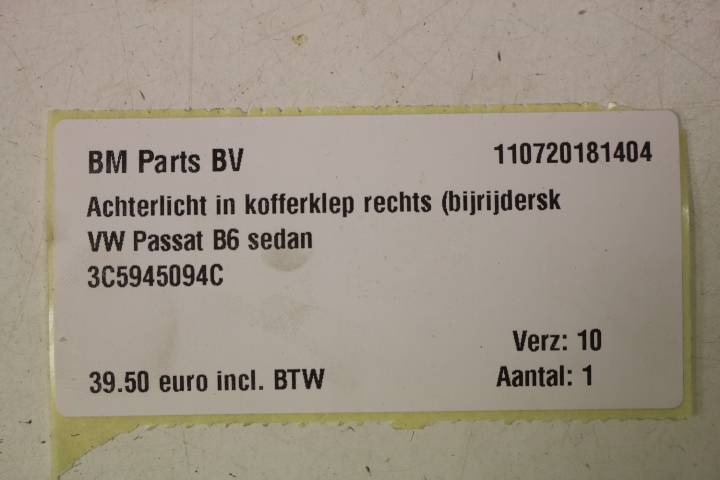 BM Parts BV 110720181404
Achterlicht in kofferklep rechts (bijrijdersk
VW Passat B6 sedan
3C5945094C
Verz: 10
39.50 euro incl. BTW Aantal: 1